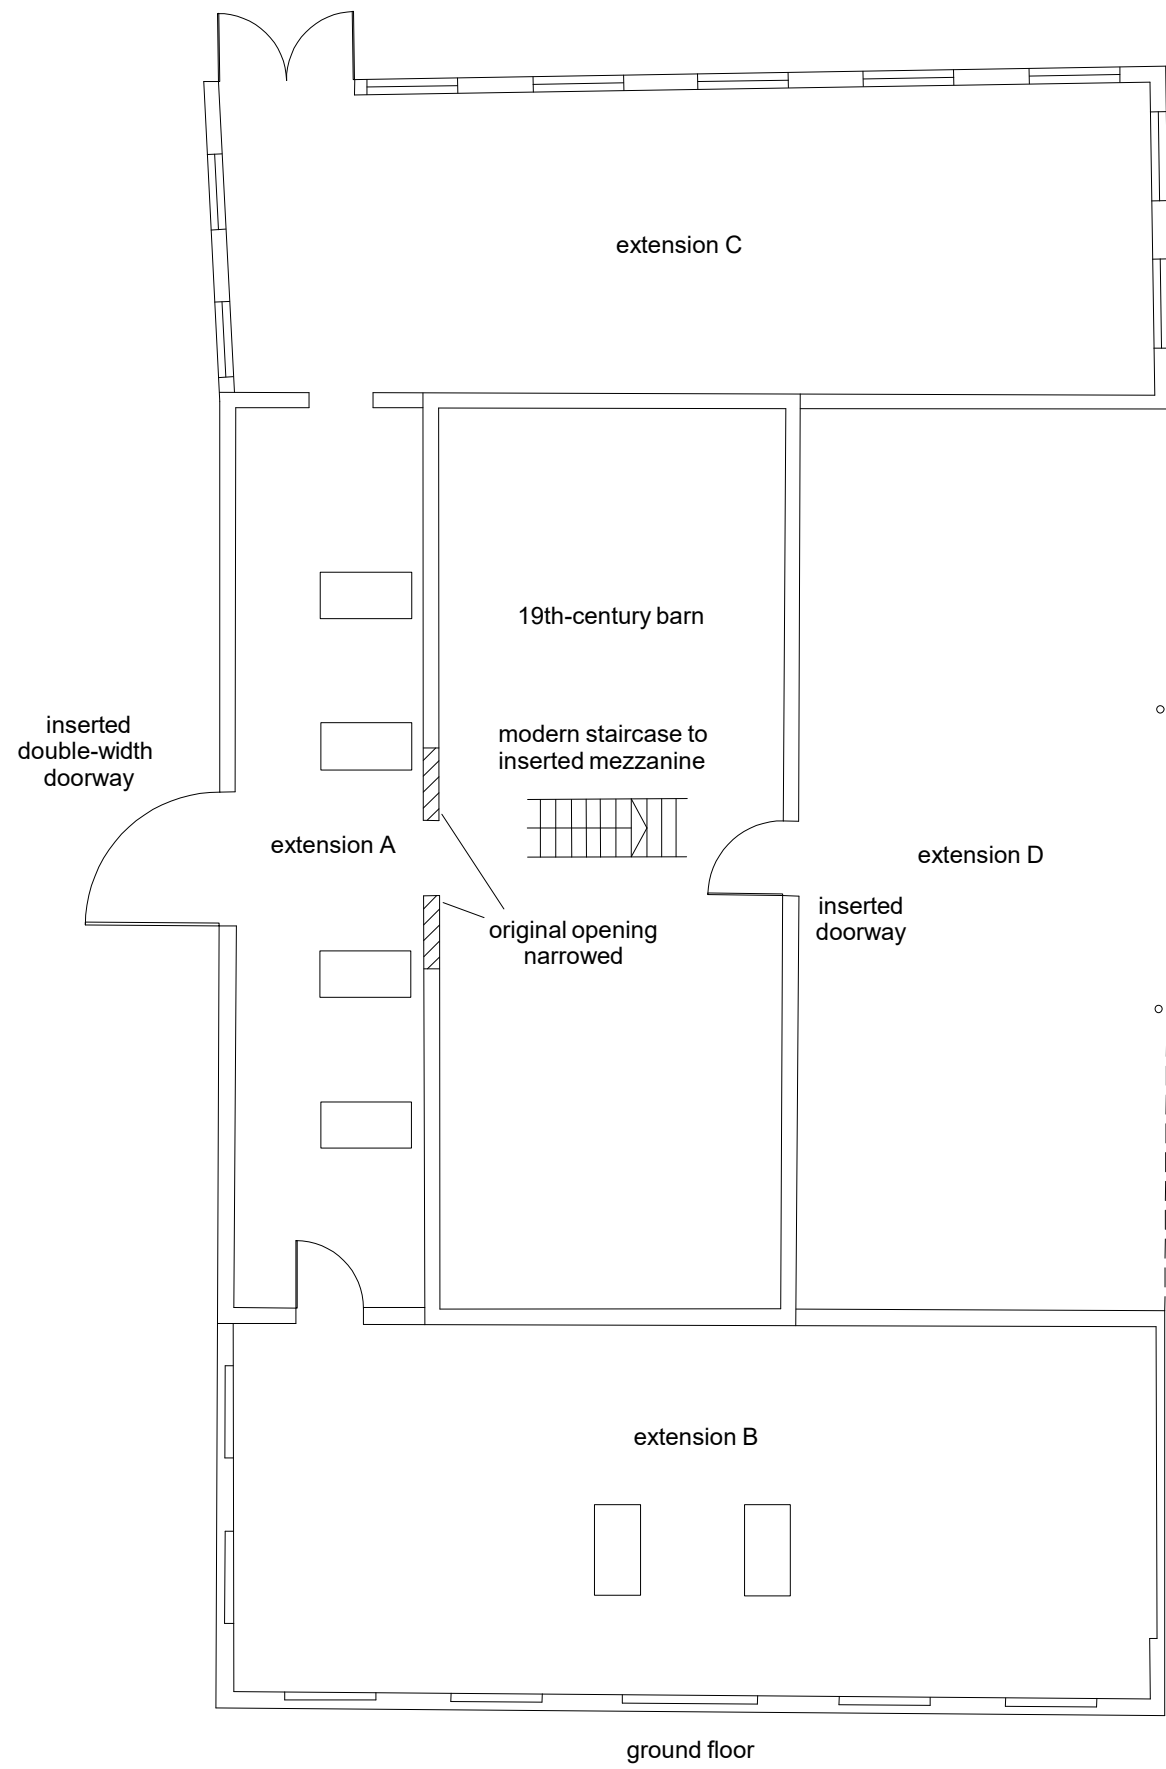 extension C
19th-century barn
inserted
double-width
doorway
modern staircase to
inserted mezzanine
extension A
extension D
inserted
doorway
original opening
narrowed
extension B
ground floor